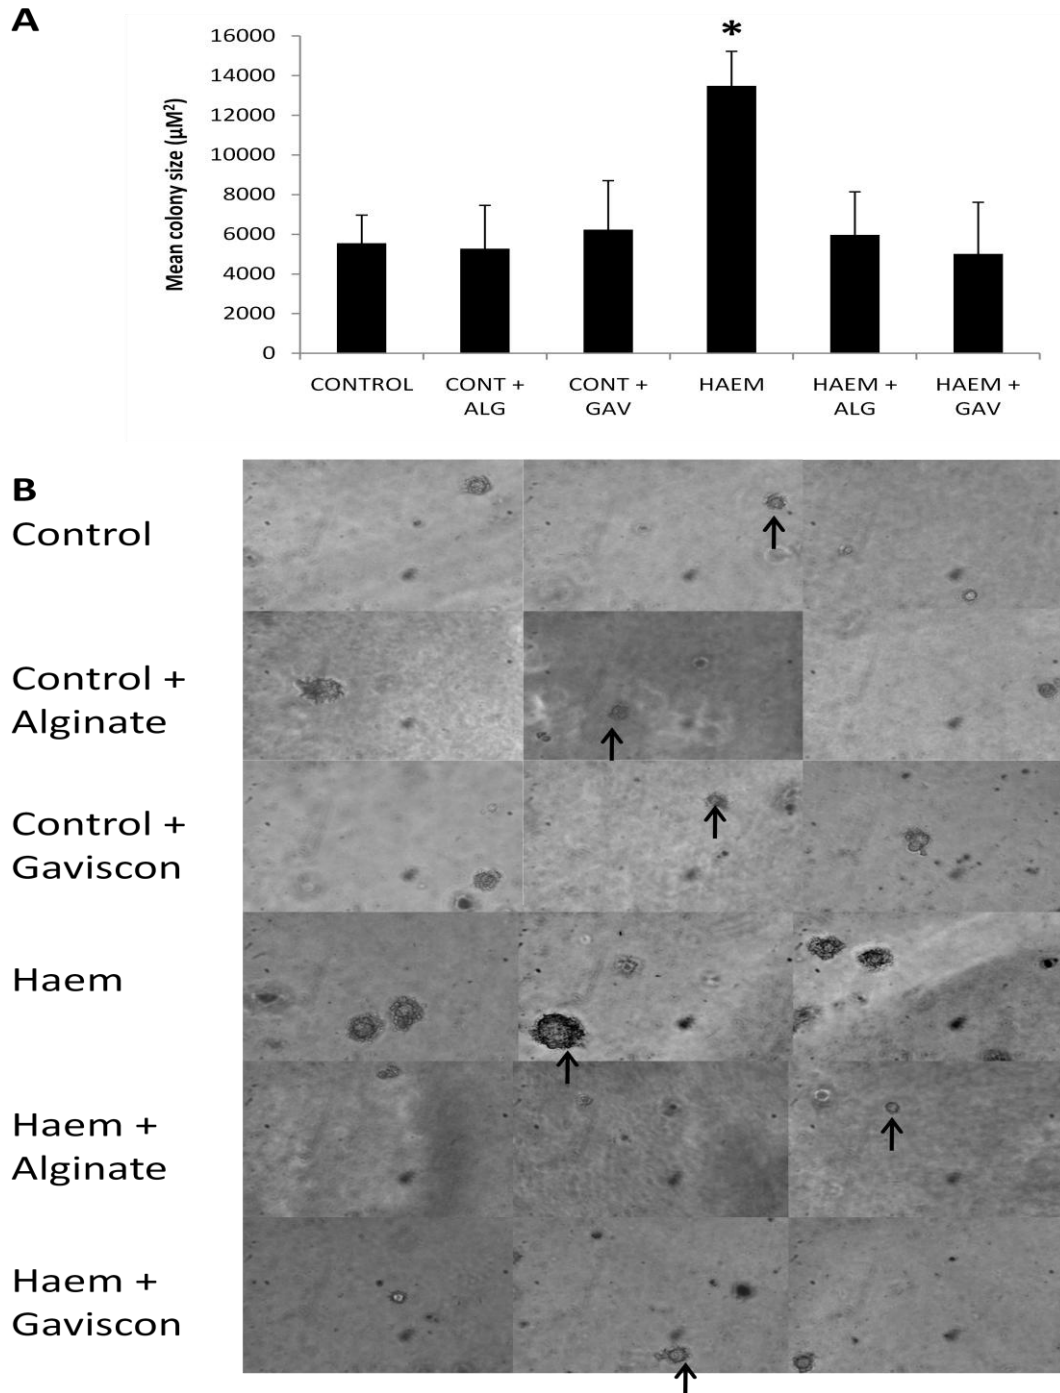 A
*
16000
14000
12000
10000
8000
6000
4000
2000
0
Mean colony size (µM²)
CONTROL
CONT +
ALG
CONT +
GAV
HAEM
HAEM +
ALG
HAEM +
GAV
B
Control
Control +
Alginate
Control +
Gaviscon
Haem
Haem +
Alginate
Haem +
Gaviscon